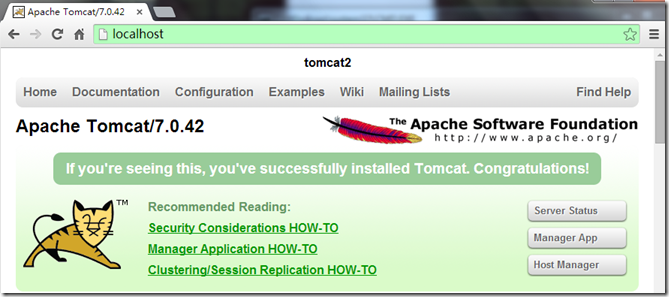 Apache Tomcat/7.0.42
localhost
tomcat2
Home Documentation Configuration Examples Wiki Mailing Lists Find Help
Apache Tomcat/7.0.42
The Apache Software Foundation
http://www.apache.org/
If you're seeing this, you've successfully installed Tomcat. Congratulations!
TM
Recommended Reading:
Security Considerations HOW-TO
Manager Application HOW-TO
Clustering/Session Replication HOW-TO
Server Status
Manager App
Host Manager